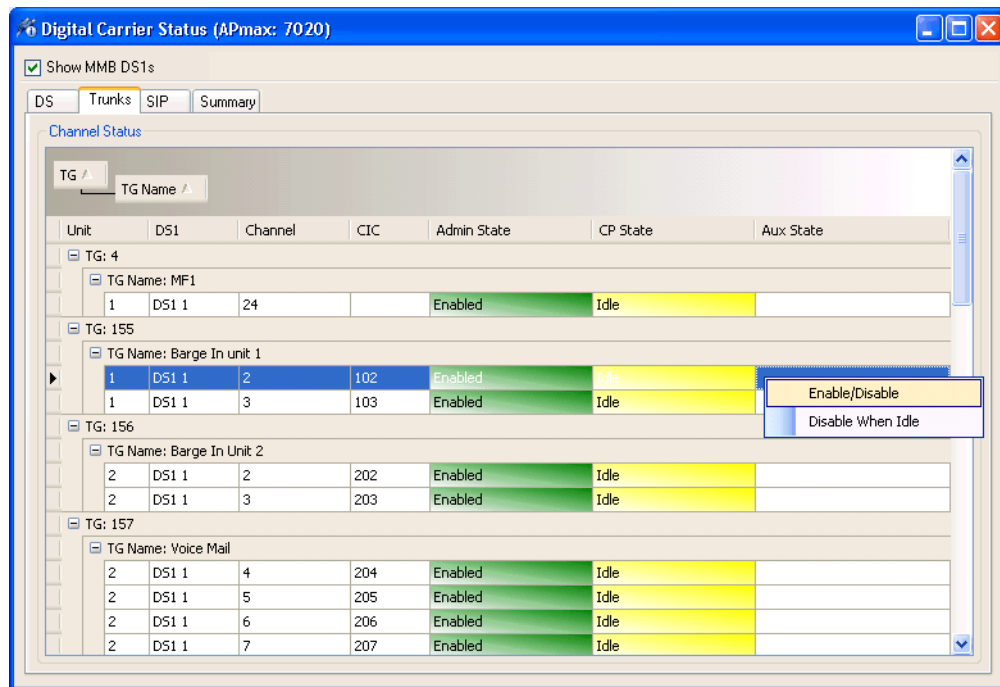 Digital Carrier Status (APmax: 7020)
Show MMB DS1s
DS Trunks SIP Summary
Channel Status
TG
TG Name
Unit DS1 Channel CIC Admin State CP State Aux State
TG: 4
TG Name: MF1
1 DS1 1 24 Enabled Idle
TG: 155
TG Name: Barge In unit 1
1 DS1 1 2 102 Enabled Idle
Enable/Disable
1 DS1 1 3 103 Enabled Idle
Disable When Idle
TG: 156
TG Name: Barge In Unit 2
2 DS1 1 2 202 Enabled Idle
2 DS1 1 3 203 Enabled Idle
TG: 157
TG Name: Voice Mail
2 DS1 1 4 204 Enabled Idle
2 DS1 1 5 205 Enabled Idle
2 DS1 1 6 206 Enabled Idle
2 DS1 1 7 207 Enabled Idle